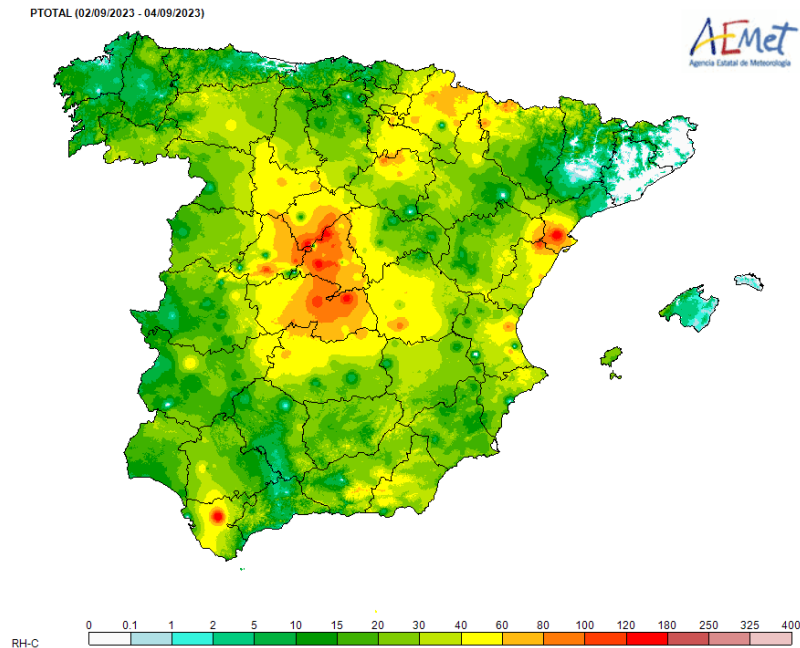 PTOTAL (02/09/2023 - 04/09/2023)
AEMet
Agencia Estatal de Meteorología
0 0.1 1 2 5 10 15 20 30 40 60 80 100 120 180 250 325 400
RH-C